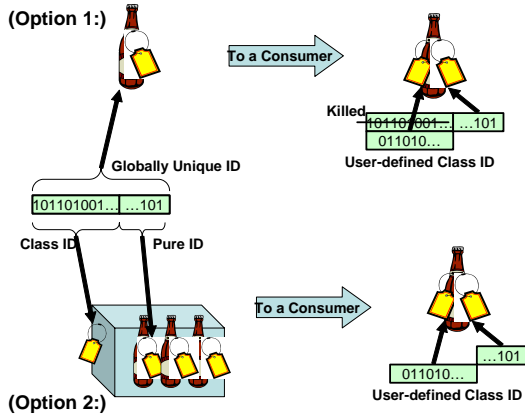 (Option 1:)
To a Consumer
Killed
101101001... ...101
011010...
User-defined Class ID
Globally Unique ID
101101001... ...101
Class ID Pure ID
To a Consumer
...101
011010...
User-defined Class ID
(Option 2:)